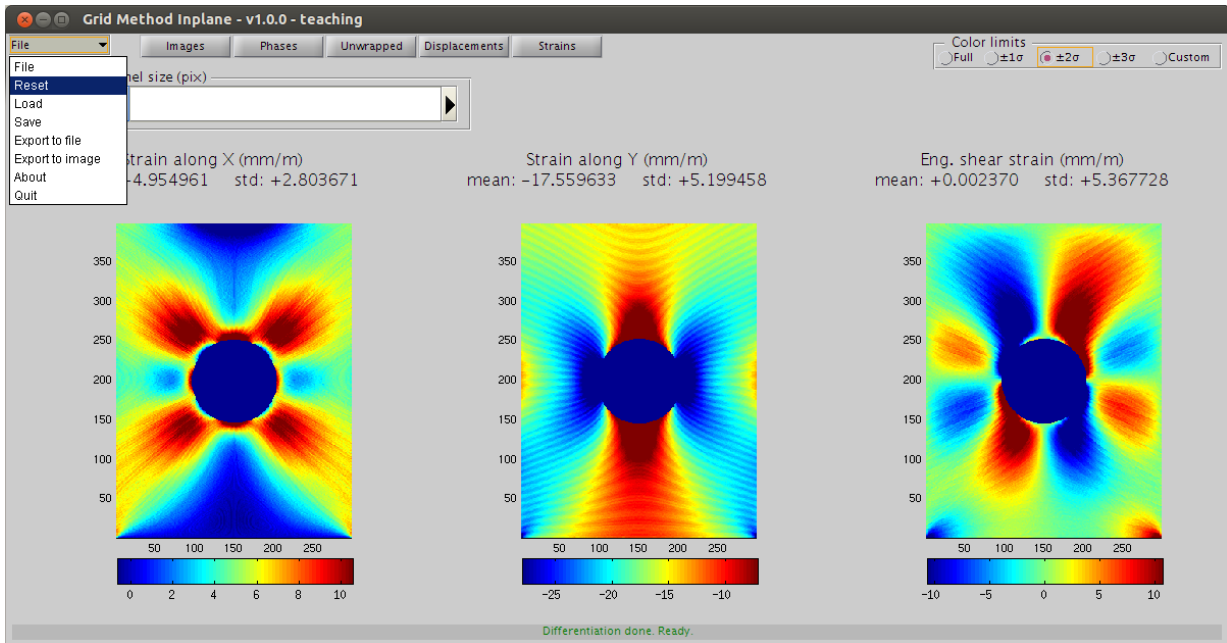 Grid Method Inplane - v1.0.0 - teaching
File Images Phases Unwrapped Displacements Strains
Color limits
Full ±1σ ±2σ ±3σ Custom
File
Reset
Load
Save
Export to file
Export to image
About
Quit
nel size (pix)
Strain along X (mm/m)
4.954961 std: +2.803671
Strain along Y (mm/m)
mean: -17.559633 std: +5.199458
Eng. shear strain (mm/m)
mean: +0.002370 std: +5.367728
350
300
250
200
150
100
50
50 100 150 200 250
0 2 4 6 8 10
350
300
250
200
150
100
50
50 100 150 200 250
-25 -20 -15 -10
350
300
250
200
150
100
50
50 100 150 200 250
-10 -5 0 5 10
Differentiation done. Ready.